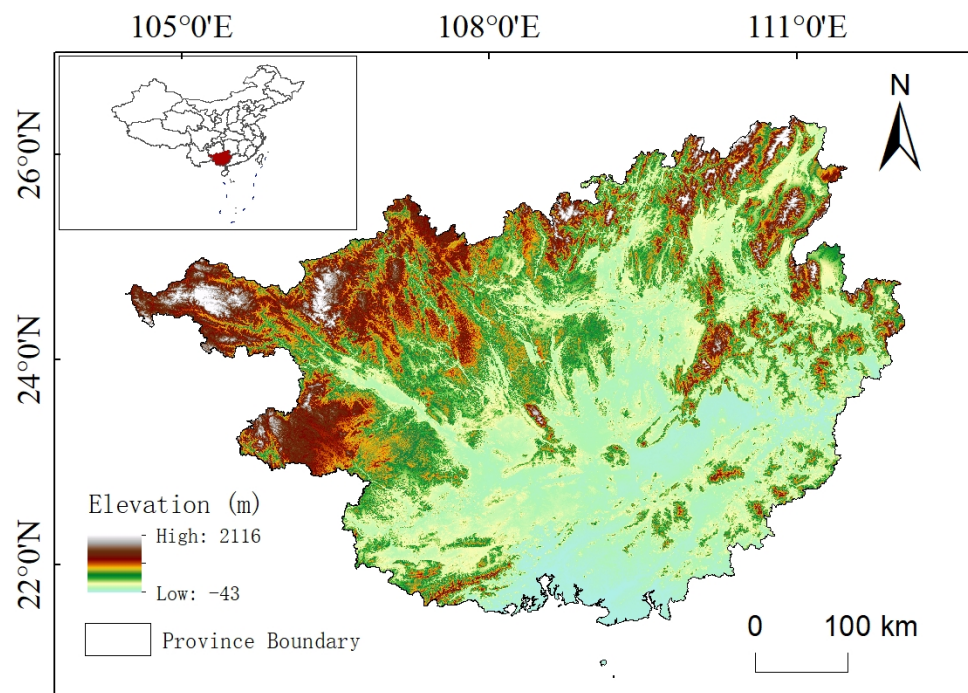 105°0'E 108°0'E 111°0'E
N
26°0'N
24°0'N
22°0'N
Elevation (m)
High: 2116
Low: -43
Province Boundary
0 100 km